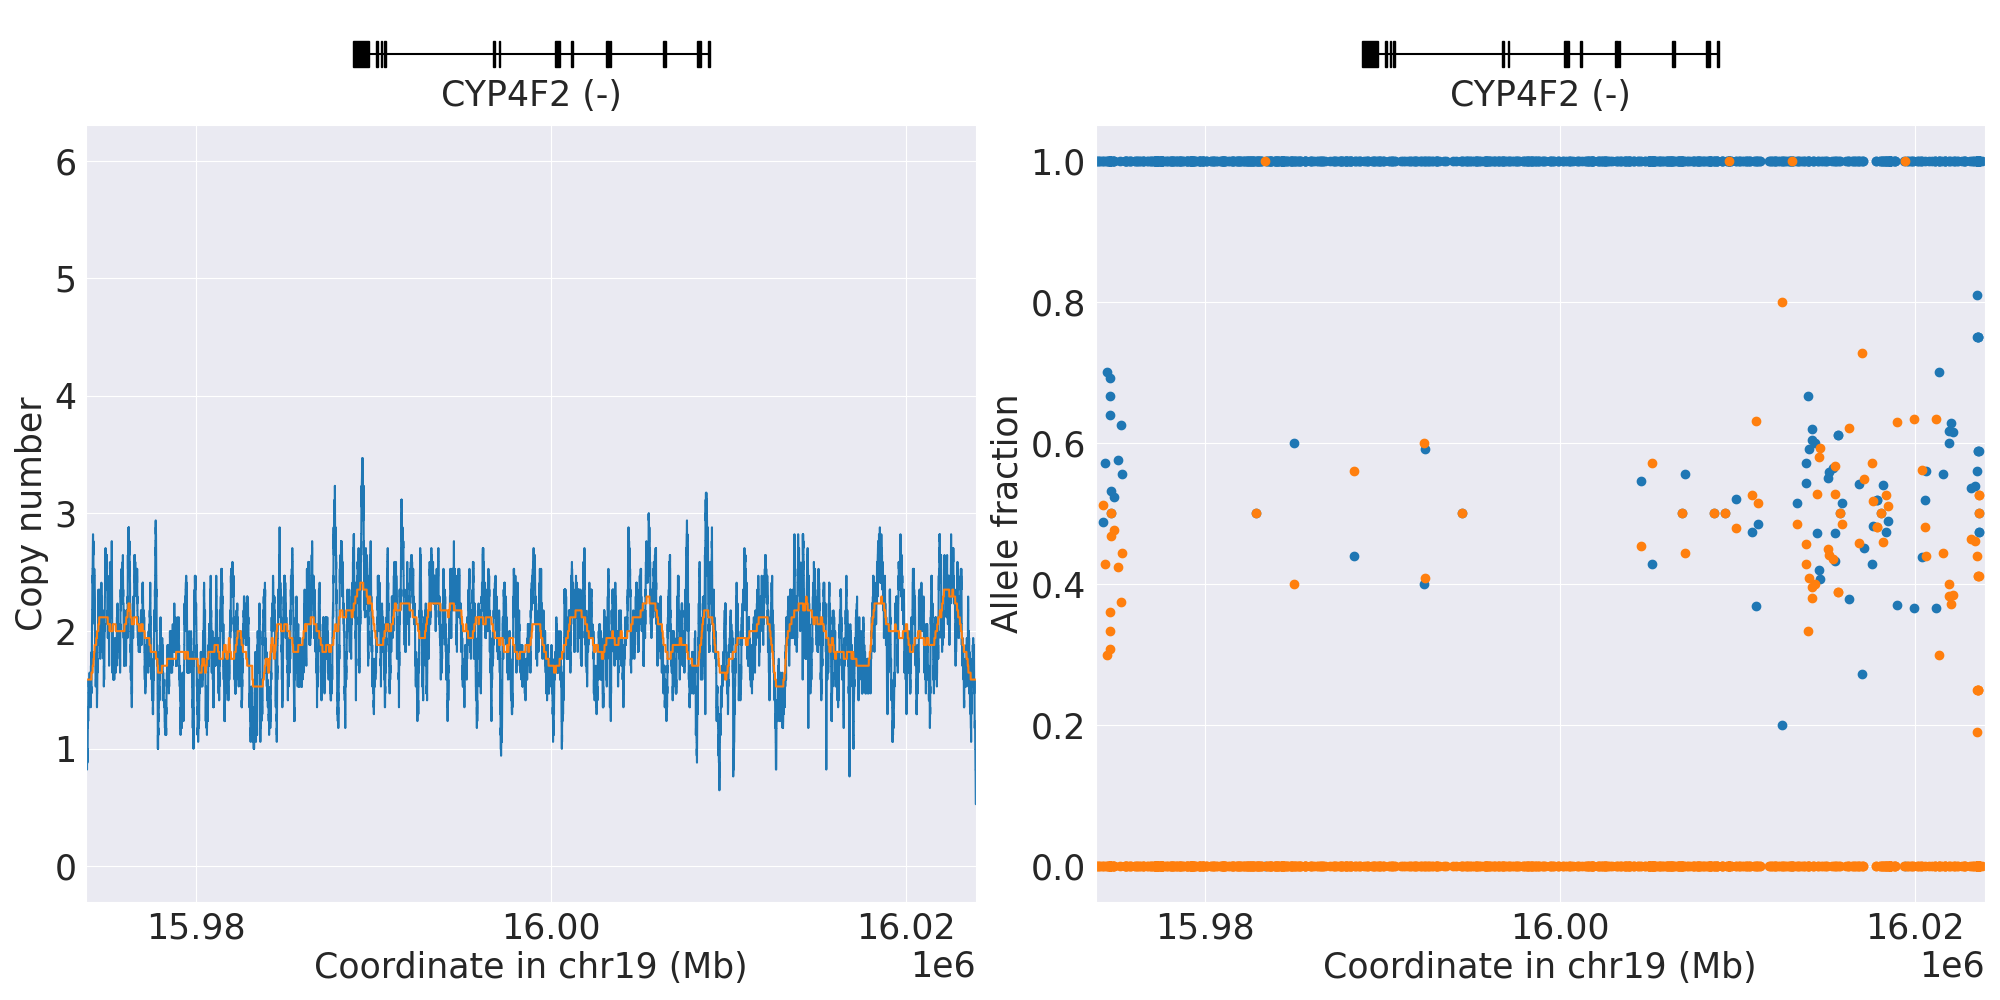 CYP4F2 (-)
Copy number
6
5
4
3
2
1
0
15.98
16.00
16.02
Coordinate in chr19 (Mb)
1e6
CYP4F2 (-)
Allele fraction
1.0
0.8
0.6
0.4
0.2
0.0
15.98
16.00
16.02
Coordinate in chr19 (Mb)
1e6